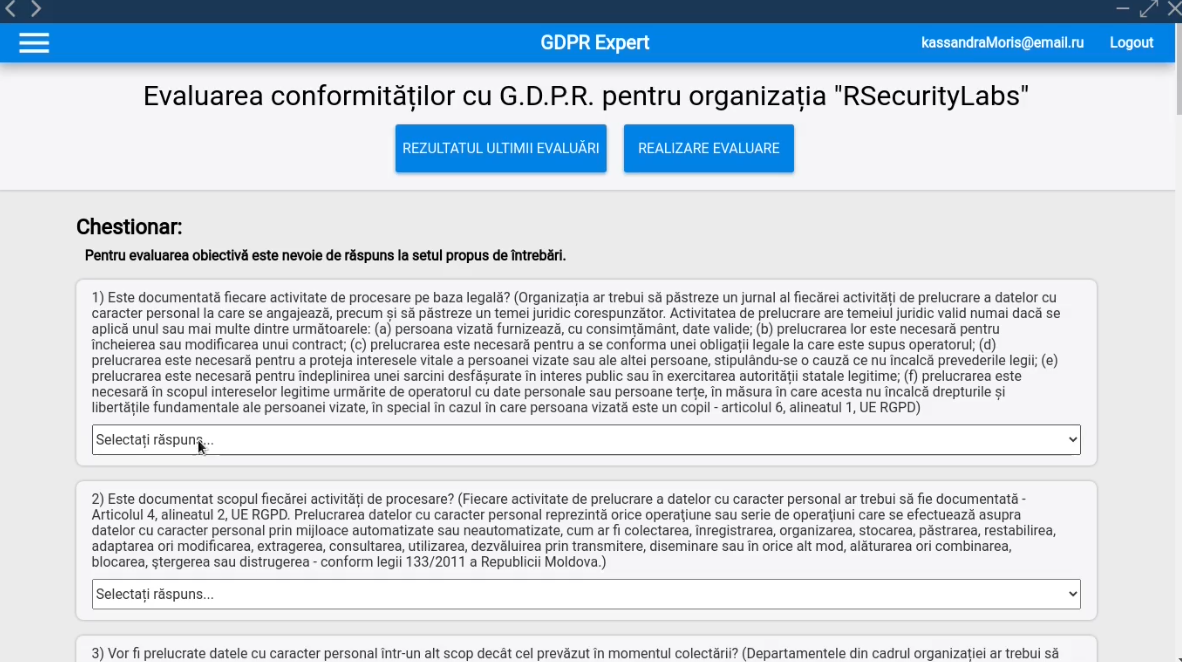 GDPR Expert
kassandraMoris@email.ru
Logout
Evaluarea conformităților cu G.D.P.R. pentru organizația "RSecurityLabs"
REZULTATUL ULTIMII EVALUĂRI
REALIZARE EVALUARE
Chestionar:
Pentru evaluarea obiectivă este nevoie de răspuns la setul propus de întrebări.
1) Este documentată fiecare activitate de procesare pe baza legală? (Organizația ar trebui să păstreze un jurnal al fiecărei activități de prelucrare a datelor cu
caracter personal la care se angajează, precum și să păstreze un temei juridic corespunzător. Activitatea de prelucrare are temeiul juridic valid numai dacă se
aplică unul sau mai multe dintre următoarele: (a) persoana vizată furnizează, cu consimțământ, date valide; (b) prelucrarea lor este necesară pentru
încheierea sau modificarea unui contract; (c) prelucrarea este necesară pentru a se conforma unei obligații legale la care este supus operatorul; (d)
prelucrarea este necesară pentru a proteja interesele vitale a persoanei vizate sau ale altei persoane, stipulându-se o cauză ce nu încalcă prevederile legii; (e)
prelucrarea este necesară pentru îndeplinirea unei sarcini desfășurate în interes public sau în exercitarea autorității statale legitime; (f) prelucrarea este
necesară în scopul intereselor legitime urmărite de operatorul cu date personale sau persoane terțe, în măsura în care acesta nu încalcă drepturile și
libertățile fundamentale ale persoanei vizate, în special în cazul în care persoana vizată este un copil - articolul 6, alineatul 1, UE RGPD)
Selectați răspuns...
2) Este documentat scopul fiecărei activități de procesare? (Fiecare activitate de prelucrare a datelor cu caracter personal ar trebui să fie documentată -
Articolul 4, alineatul 2, UE RGPD. Prelucrarea datelor cu caracter personal reprezintă orice operaţiune sau serie de operaţiuni care se efectuează asupra
datelor cu caracter personal prin mijloace automatizate sau neautomatizate, cum ar fi colectarea, înregistrarea, organizarea, stocarea, păstrarea, restabilirea,
adaptarea ori modificarea, extragerea, consultarea, utilizarea, dezvăluirea prin transmitere, diseminare sau în orice alt mod, alăturarea ori combinarea,
blocarea, ştergerea sau distrugerea - conform legii 133/2011 a Republicii Moldova.)
Selectați răspuns...
3) Vor fi prelucrate datele cu caracter personal într-un alt scop decât cel prevăzut în momentul colectării? (Departamentele din cadrul organizației ar trebui să